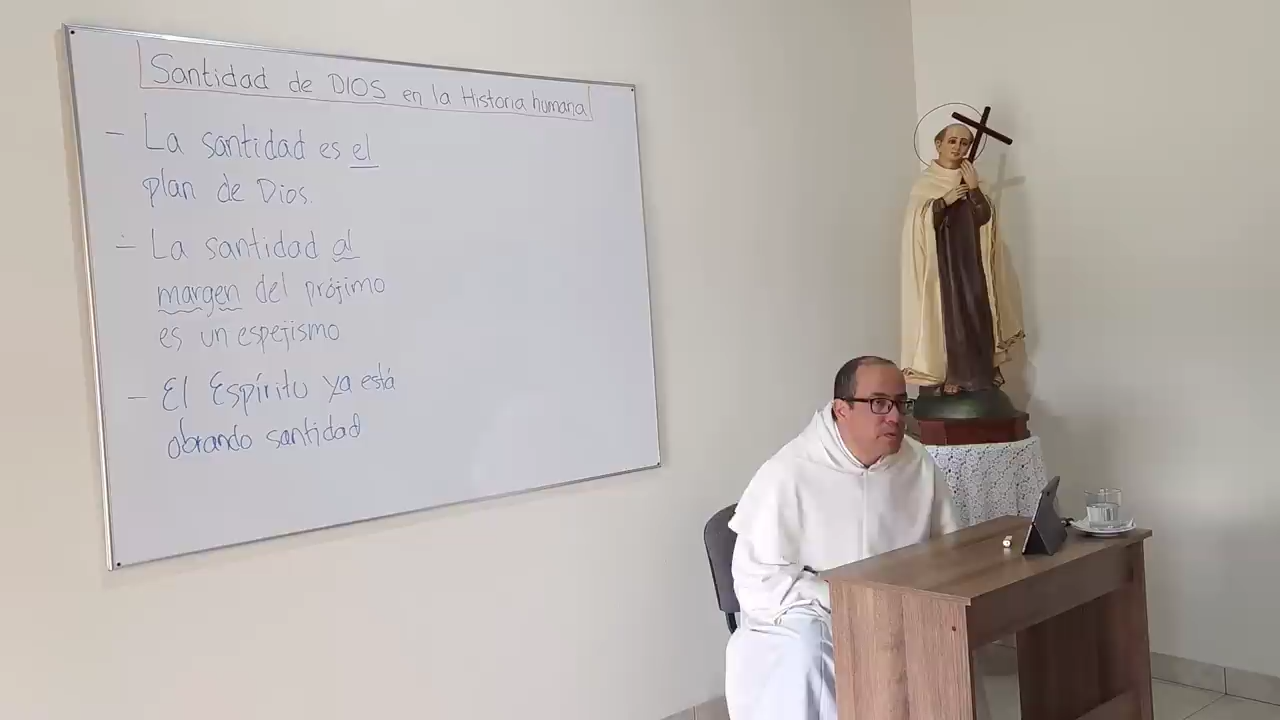 Santidad de DIOS en la Historia humana
- La santidad es el
plan de Dios.
- La santidad al
margen del prójimo
es un espejismo
- El Espíritu ya está
obrando santidad